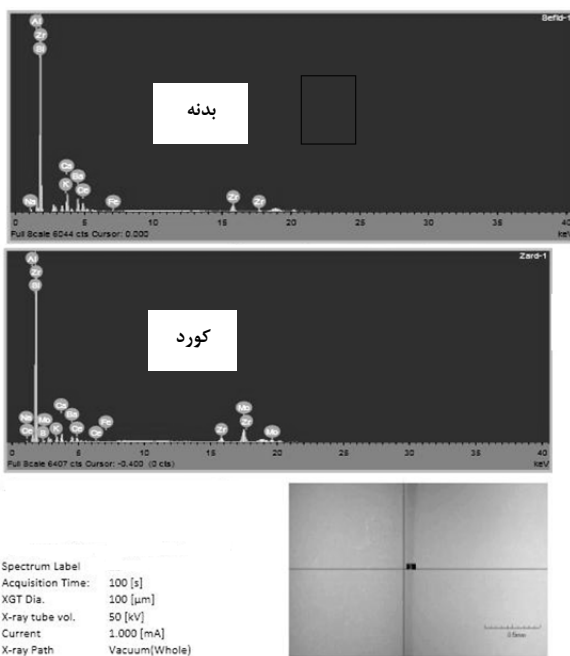 Sefid-1
Al
Zr
Si
بدنه
Ca
Ba
K
Ce
Na
Fe
Zr
Zr
0 5 10 15 20 25 30 35 40
keV
Full Scale 6044 cts Cursor: 0.000
Zard-1
Al
Zr
Si
کورد
Ca
Mo
Na
Mo
Ba
Fe
Zr
Ce
S
K
Ce
Ce
Zr
Mo
0 5 10 15 20 25 30 35 40
Full Scale 6407 cts Cursor: -0.400 (0 cts)
keV
Spectrum Label
Acquisition Time: 100 [s]
XGT Dia. 100 [µm]
X-ray tube vol. 50 [kV]
Current 1.000 [mA]
X-ray Path Vacuum(Whole)